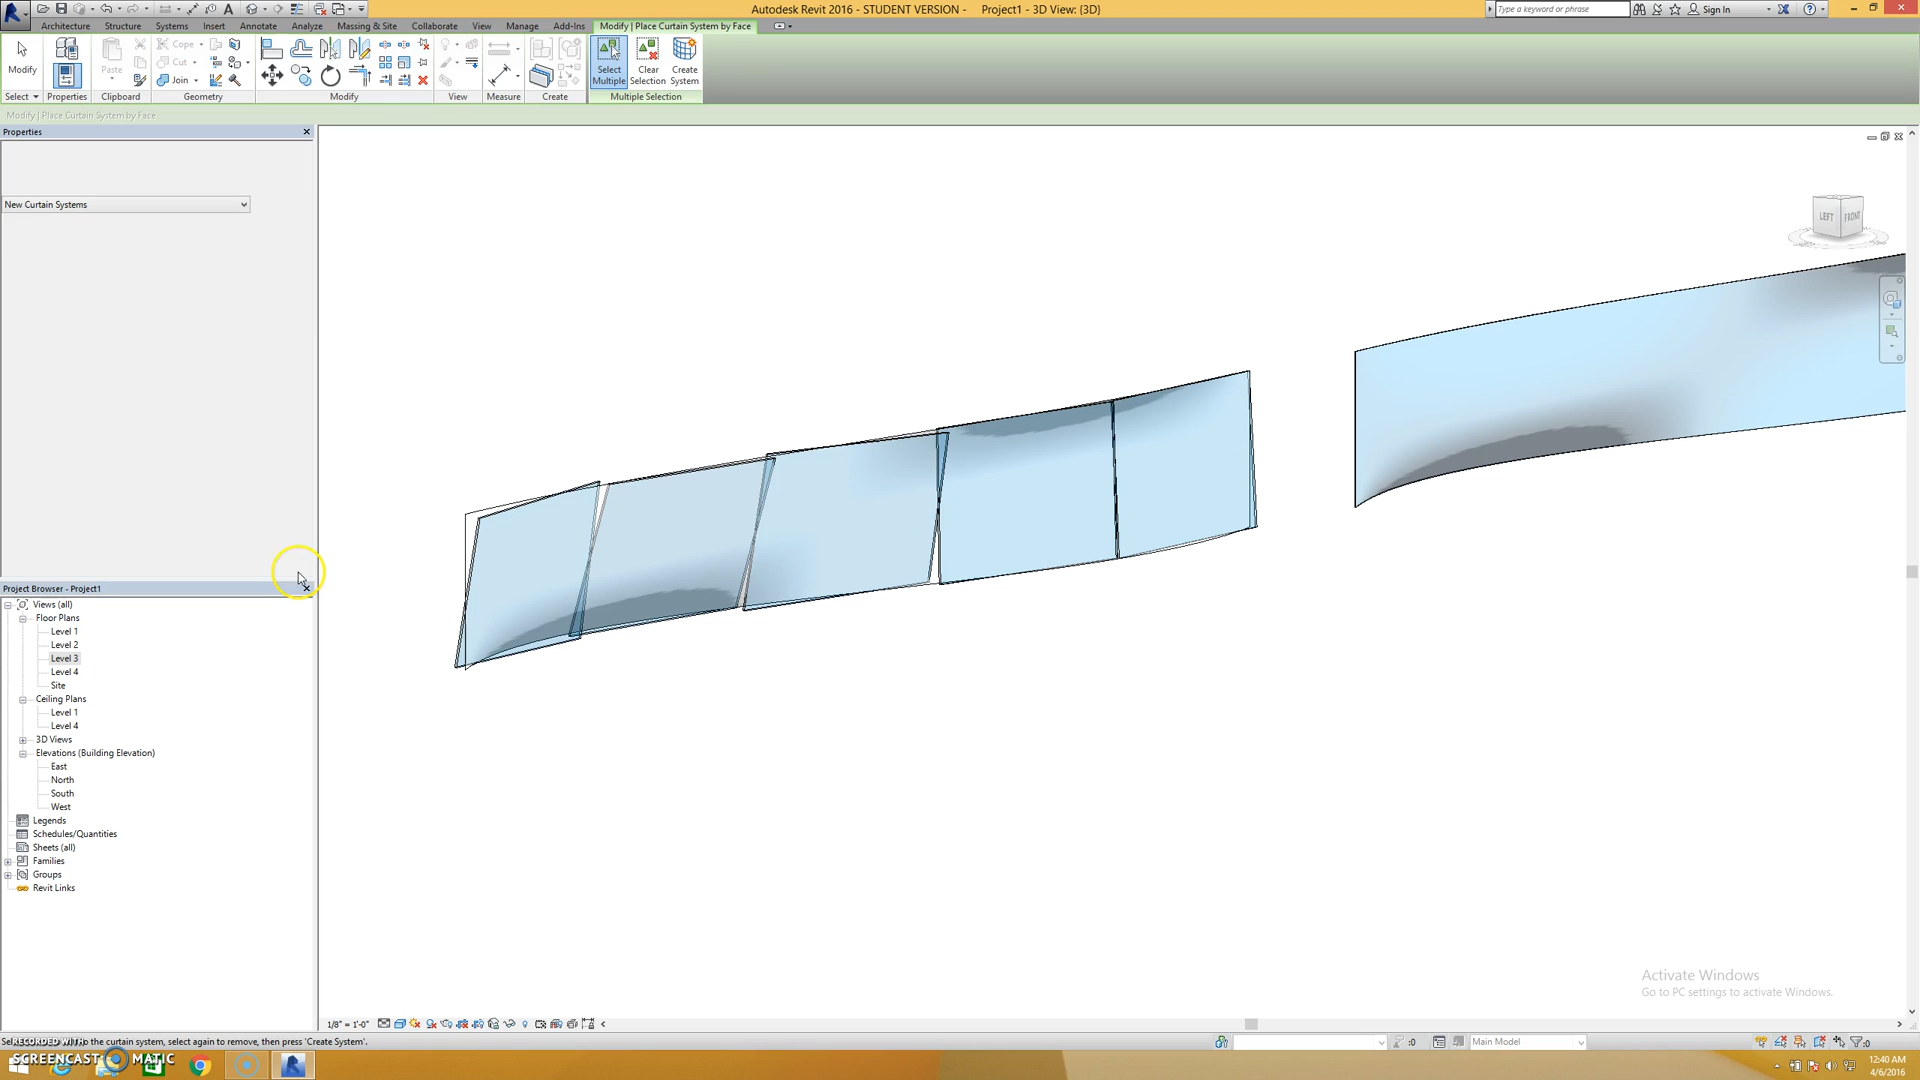 Autodesk Revit 2016 - STUDENT VERSION - Project1 - 3D View: {3D}
Type a keyword or phrase
Sign In
Architecture Structure Systems Insert Annotate Analyze Massing & Site Collaborate View Manage Add-Ins Modify | Place Curtain System by Face
Modify
Paste
Cope
Cut
Join
Select Multiple
Clear Selection
Create System
Select Properties Clipboard Geometry Modify View Measure Create Multiple Selection
Modify | Place Curtain System by Face
Properties
New Curtain Systems
LEFT
FRONT
Project Browser - Project1
Views (all)
Floor Plans
Level 1
Level 2
Level 3
Level 4
Site
Ceiling Plans
Level 1
Level 4
3D Views
Elevations (Building Elevation)
East
North
South
West
Legends
Schedules/Quantities
Sheets (all)
Families
Groups
Revit Links
Activate Windows
Go to PC settings to activate Windows.
1/8" = 1'-0"
to the curtain system, select again to remove, then press 'Create System'.
:0
Main Model
:0
RECORDED WITH
SCREENCAST MATIC
12:40 AM
4/6/2016